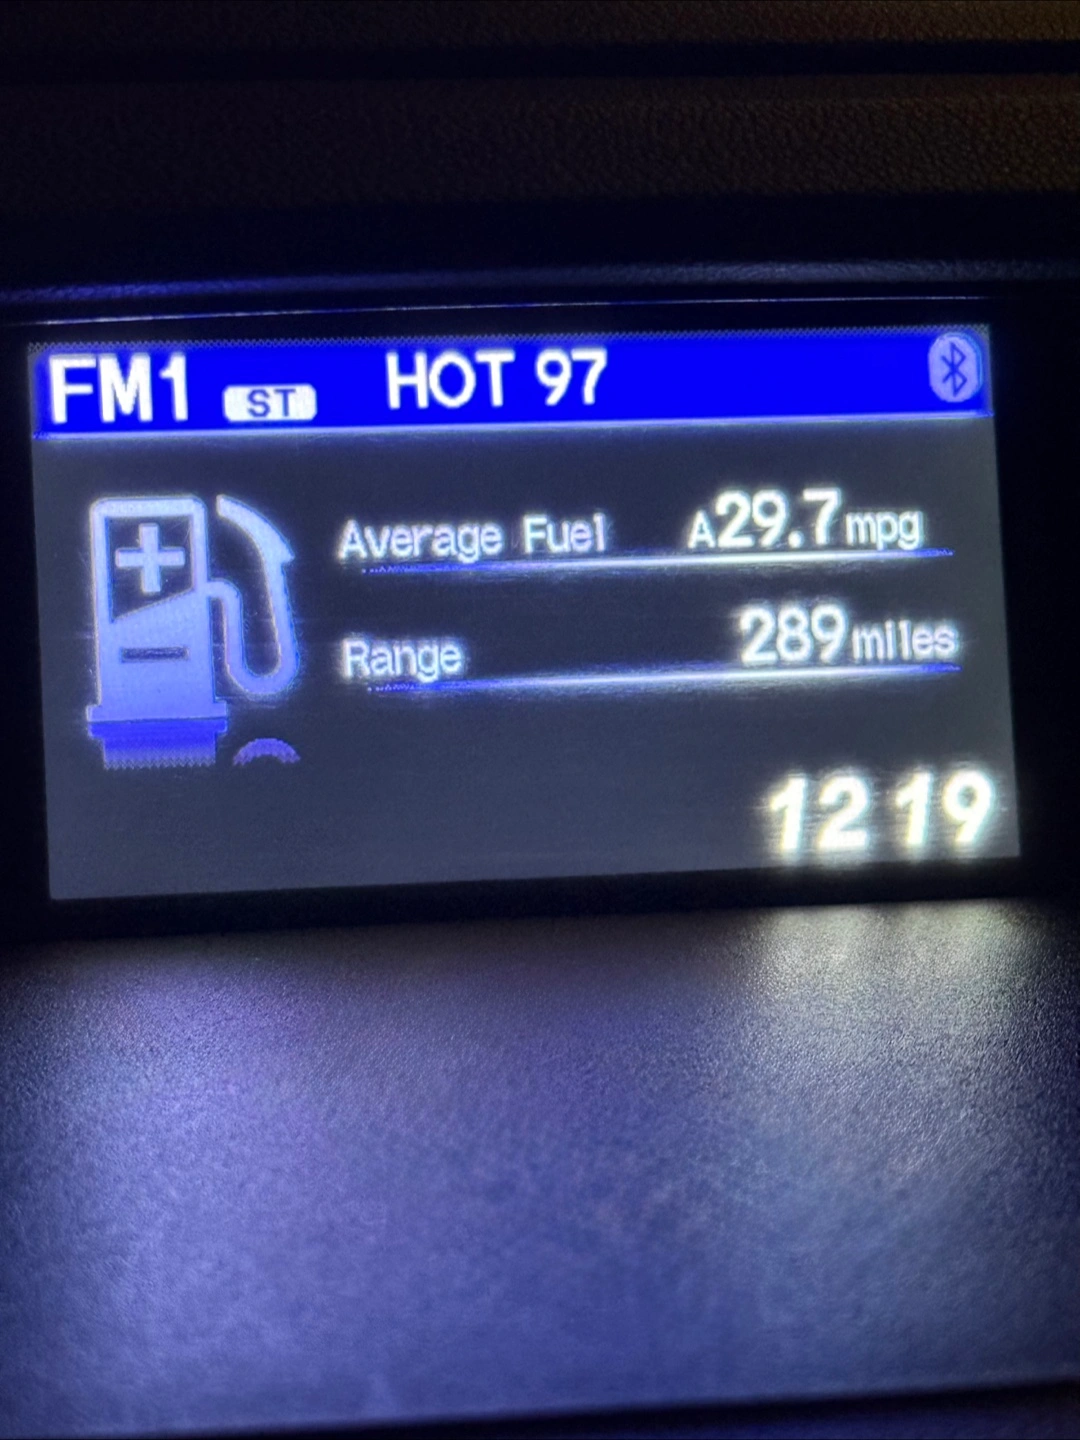 FM1 ST HOT 97
Average Fuel A29.7mpg
Range 289miles
12 19